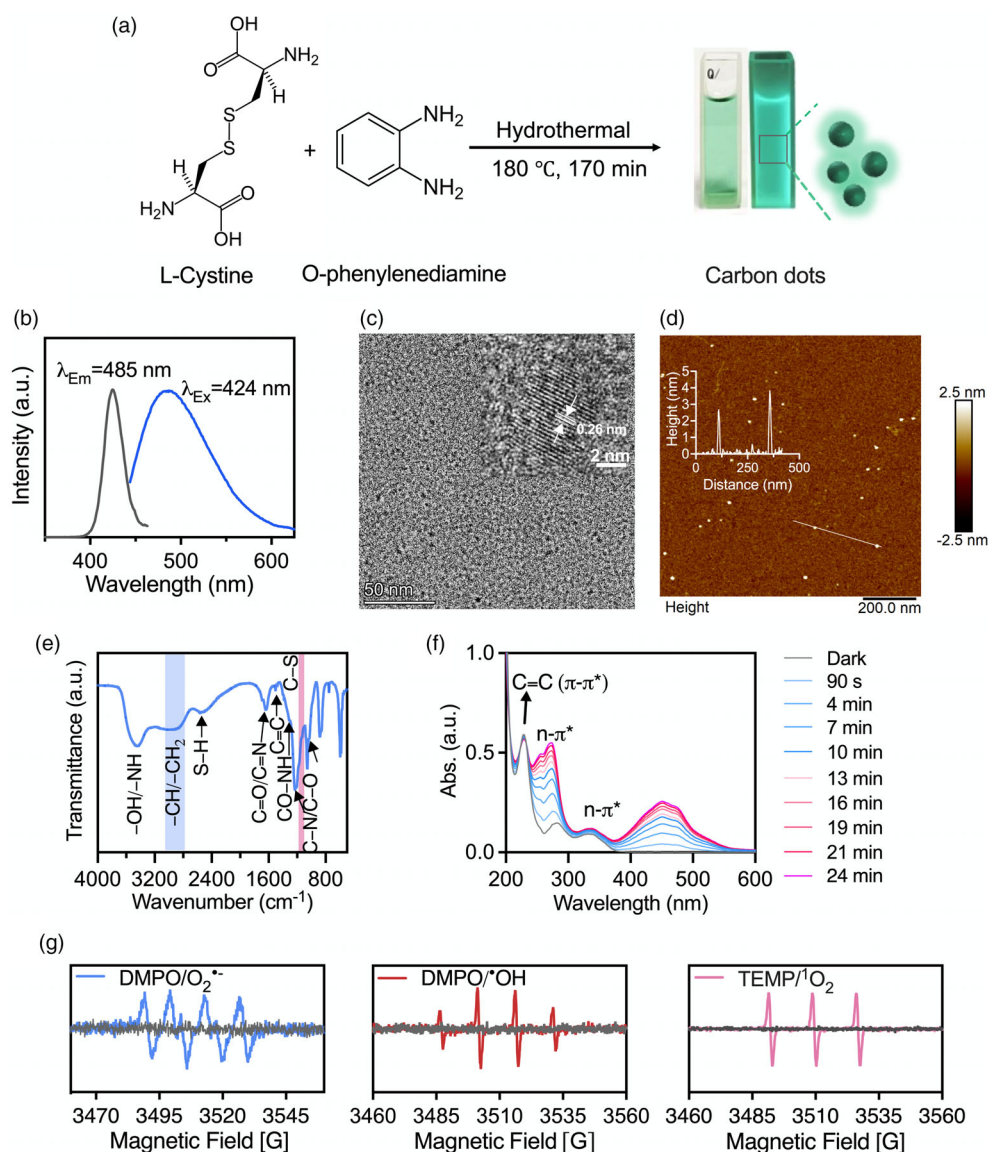 (a)
OH
O
NH₂
H
S
S
H
O
H₂N
OH
+
NH₂
NH₂
Hydrothermal
180 ℃, 170 min
Q/
L-Cystine
O-phenylenediamine
Carbon dots
(b)
λEm=485 nm
λEx=424 nm
Intensity (a.u.)
400 500 600
Wavelength (nm)
(c)
0.26 nm
2 nm
50 nm
(d)
Height (nm)
5
4
3
2
1
0
0 250 500
Distance (nm)
2.5 nm
-2.5 nm
Height
200.0 nm
(e)
Transmittance (a.u.)
–OH/–NH
–CH/–CH₂
S–H
C=O/C=N
CO–NH
C=C
C–N/C–O
C–S
4000 3200 2400 1600 800
Wavenumber (cm⁻¹)
(f)
Abs. (a.u.)
1.0
0.5
0.0
C=C (π-π*)
n-π*
n-π*
200 300 400 500 600
Wavelength (nm)
Dark
90 s
4 min
7 min
10 min
13 min
16 min
19 min
21 min
24 min
(g)
DMPO/O₂•-
Intensity (a.u.)
3470 3495 3520 3545
Magnetic Field [G]
DMPO/•OH
3460 3485 3510 3535 3560
Magnetic Field [G]
TEMP/¹O₂
3460 3485 3510 3535 3560
Magnetic Field [G]